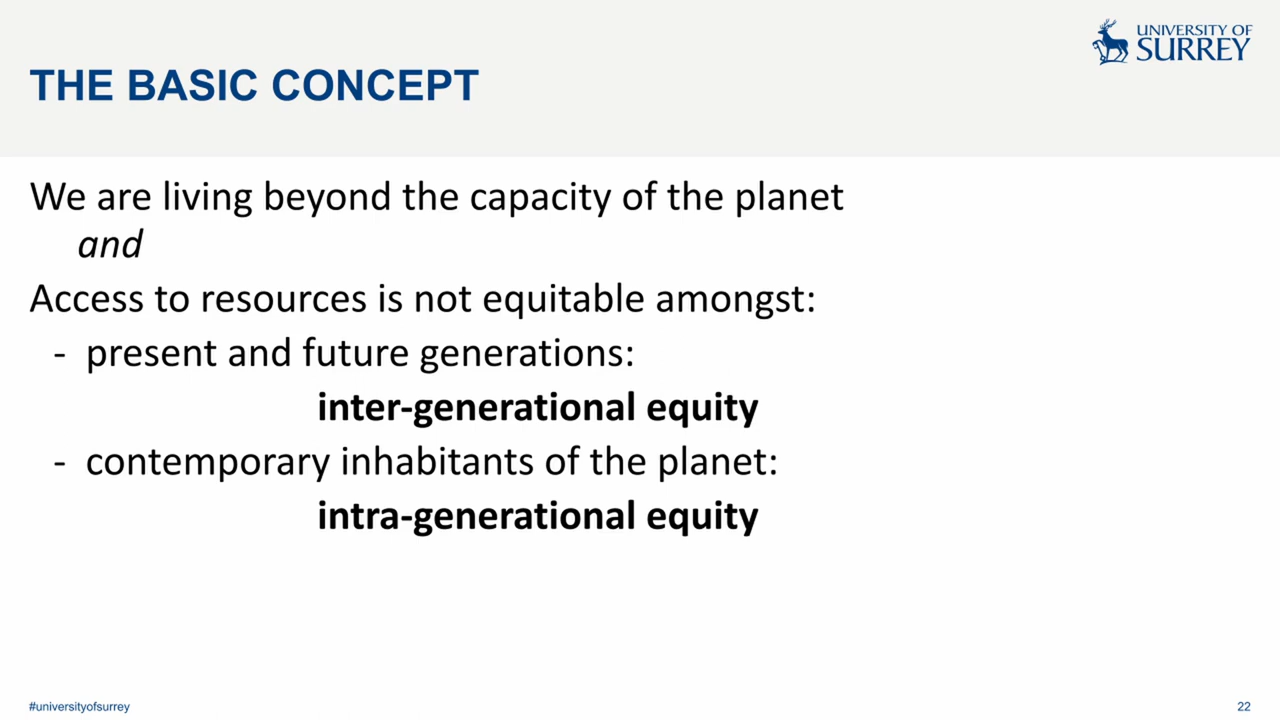 UNIVERSITY OF
SURREY
THE BASIC CONCEPT
We are living beyond the capacity of the planet
and
Access to resources is not equitable amongst:
- present and future generations:
inter-generational equity
- contemporary inhabitants of the planet:
intra-generational equity
#universityofsurrey
22